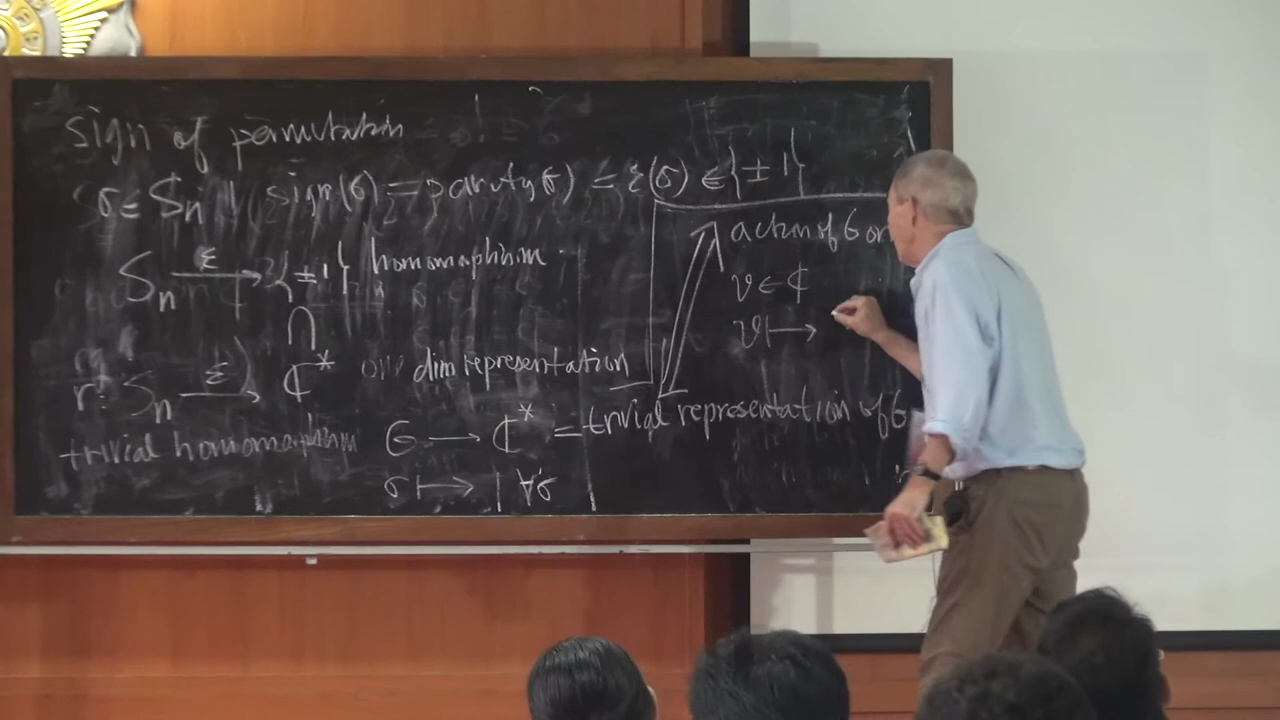 sign of permutation
σ ∈ Sn sign(σ) = parity(σ) = ε(σ) ∈ {±1}
Sn —ε→ {±1} homomorphism
∩
r: Sn —ε→ ℂ* one dim representation
trivial homomorphism G → ℂ* = trivial representation of G
σ ↦ 1 ∀σ
action of G on
v ∈ ℂ
v ↦